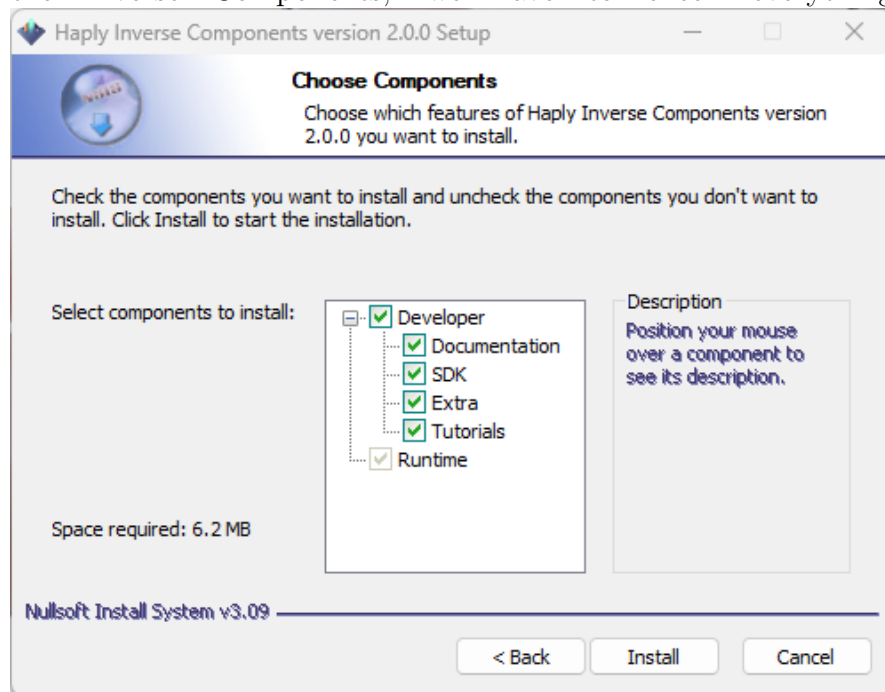 Haply Inverse Components version 2.0.0 Setup
Choose Components
Choose which features of Haply Inverse Components version
2.0.0 you want to install.
Check the components you want to install and uncheck the components you don't want to
install. Click Install to start the installation.
Select components to install:
Developer
Documentation
SDK
Extra
Tutorials
Runtime
Description
Position your mouse
over a component to
see its description.
Space required: 6.2 MB
Nullsoft Install System v3.09
< Back
Install
Cancel